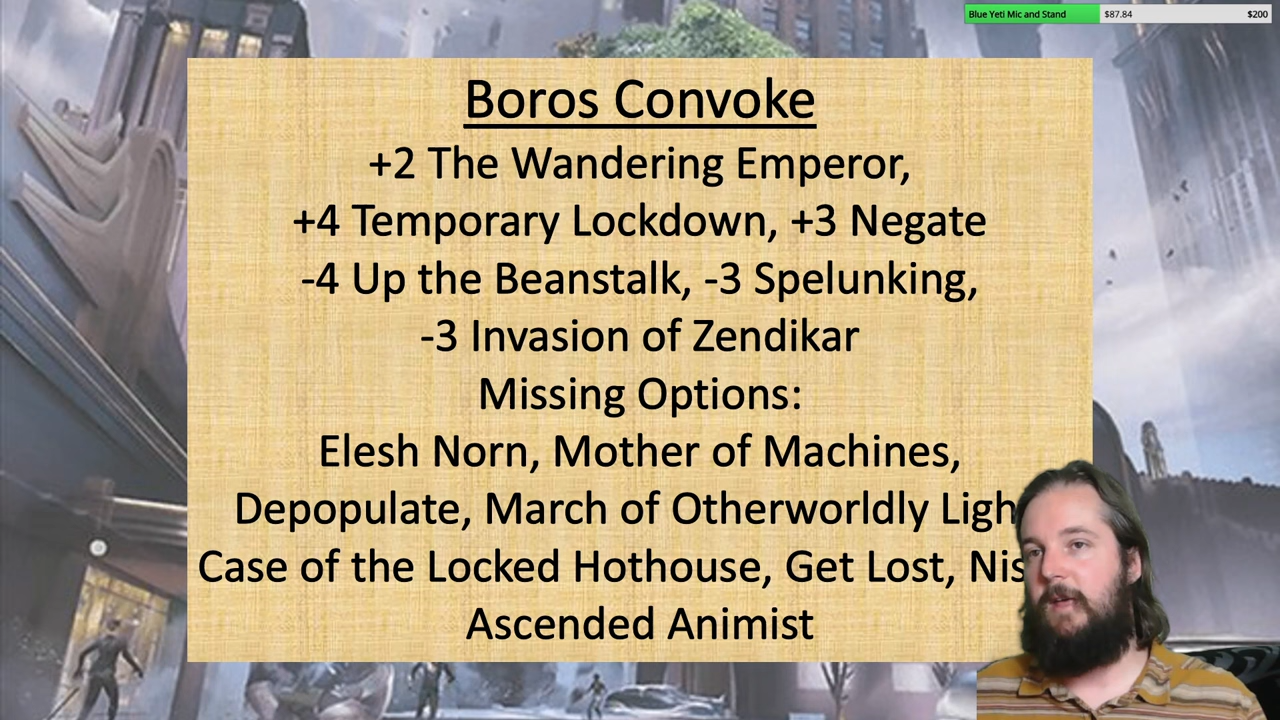 Blue Yeti Mic and Stand $87.84 $200
Boros Convoke
+2 The Wandering Emperor,
+4 Temporary Lockdown, +3 Negate
-4 Up the Beanstalk, -3 Spelunking,
-3 Invasion of Zendikar
Missing Options:
Elesh Norn, Mother of Machines,
Depopulate, March of Otherworldly Ligh
Case of the Locked Hothouse, Get Lost, Nis
Ascended Animist